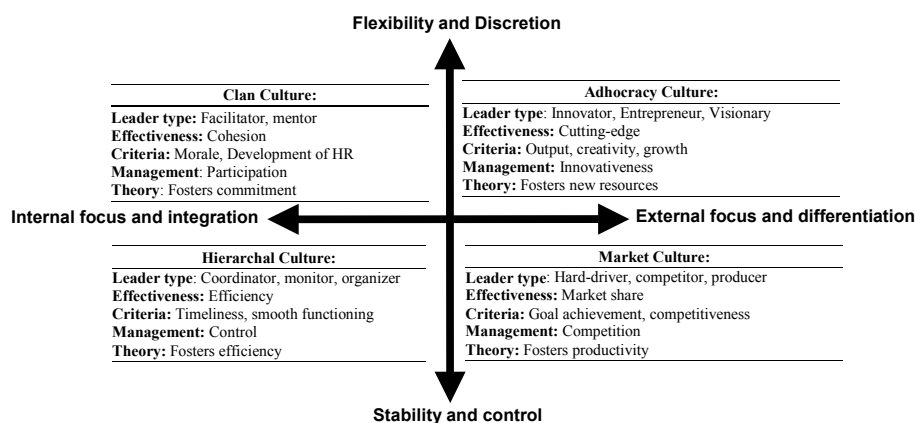 Flexibility and Discretion
Clan Culture:
Leader type: Facilitator, mentor
Effectiveness: Cohesion
Criteria: Morale, Development of HR
Management: Participation
Theory: Fosters commitment
Adhocracy Culture:
Leader type: Innovator, Entrepreneur, Visionary
Effectiveness: Cutting-edge
Criteria: Output, creativity, growth
Management: Innovativeness
Theory: Fosters new resources
Internal focus and integration
External focus and differentiation
Hierarchal Culture:
Leader type: Coordinator, monitor, organizer
Effectiveness: Efficiency
Criteria: Timeliness, smooth functioning
Management: Control
Theory: Fosters efficiency
Market Culture:
Leader type: Hard-driver, competitor, producer
Effectiveness: Market share
Criteria: Goal achievement, competitiveness
Management: Competition
Theory: Fosters productivity
Stability and control